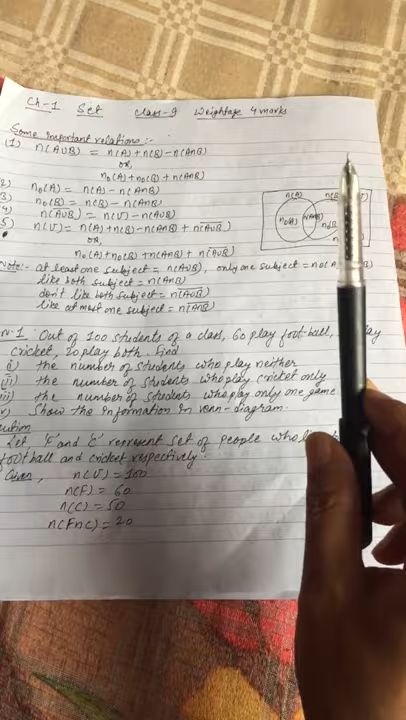 Ch-1 Set Class-9 Weightage 4 marks
Some important relations:-
(1) n(AUB) = n(A) + n(B) - n(A∩B)
or,
n₀(A) + n₀(B) + n(A∩B)
2) n₀(A) = n(A) - n(A∩B)
3) n₀(B) = n(B) - n(A∩B)
4) n(A̅U̅B̅) = n(U) - n(AUB)
5) n(U) = n(A) + n(B) - n(A∩B) + n(A̅U̅B̅)
or,
n₀(A) + n₀(B) + n(A∩B) + n(A̅U̅B̅)
n(A)
n₀(A)
n(A∩B)
Note:- at least one subject = n(AUB), only one subject = n₀(A)
like both subject = n(A∩B)
don't like both subject = n(A̅U̅B̅)
like at most one subject = n(A̅∩̅B̅)
N.1: Out of 100 students of a class, 60 play foot-ball, play
cricket, 20 play both. Find
(i) the number of students who play neither
(ii) the number of students who play cricket only
(iii) the number of students who play only one game
Show the information in venn-diagram.
Let, 'F' and 'C' represent set of people who
football and cricket respectively.
Given, n(U) = 100
n(F) = 60
n(C) = 50
n(F∩C) = 20